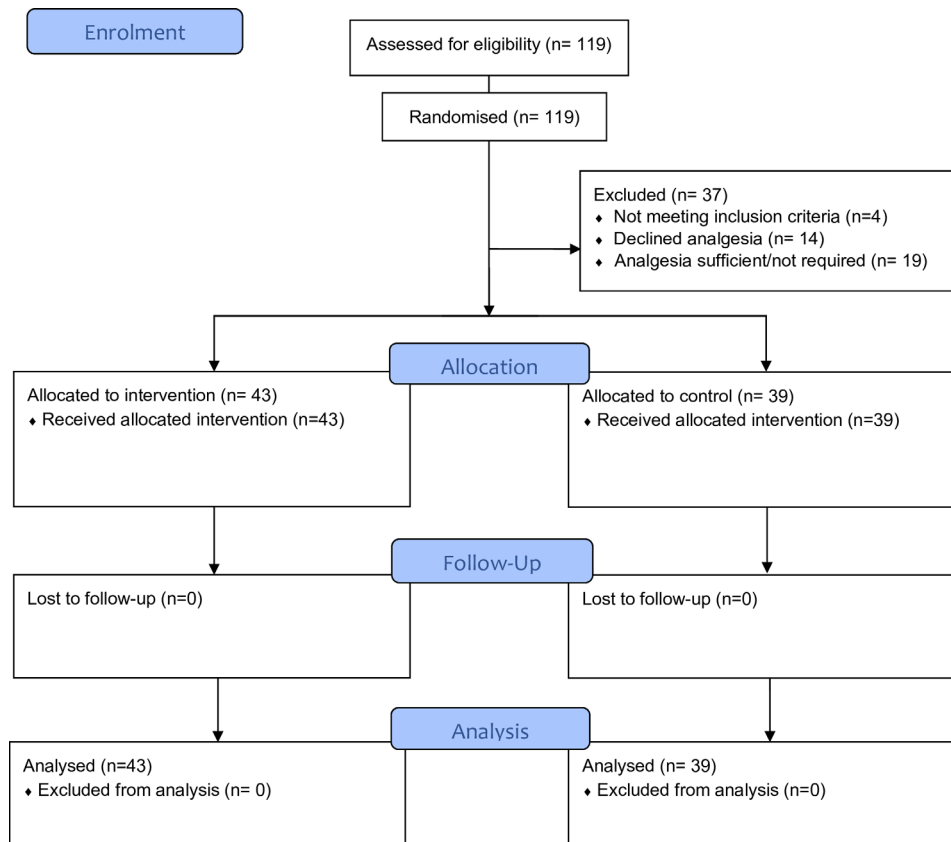 Enrolment
Assessed for eligibility (n= 119)
Randomised (n= 119)
Excluded (n= 37)
♦ Not meeting inclusion criteria (n=4)
♦ Declined analgesia (n= 14)
♦ Analgesia sufficient/not required (n= 19)
Allocation
Allocated to intervention (n= 43)
♦ Received allocated intervention (n=43)
Allocated to control (n= 39)
♦ Received allocated intervention (n=39)
Follow-Up
Lost to follow-up (n=0)
Lost to follow-up (n=0)
Analysis
Analysed (n=43)
♦ Excluded from analysis (n= 0)
Analysed (n= 39)
♦ Excluded from analysis (n=0)